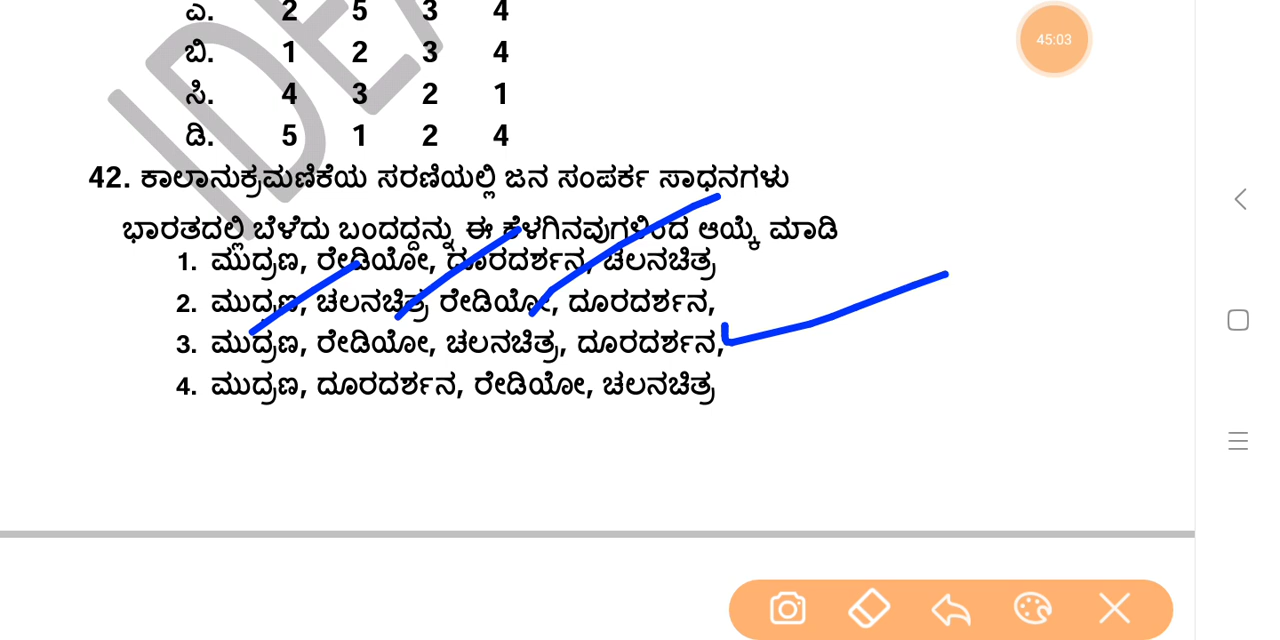 ಎ. 2 5 3 4
ಬಿ. 1 2 3 4
ಸಿ. 4 3 2 1
ಡಿ. 5 1 2 4
42. ಕಾಲಾನುಕ್ರಮಣಿಕೆಯ ಸರಣಿಯಲ್ಲಿ ಜನ ಸಂಪರ್ಕ ಸಾಧನಗಳು
ಭಾರತದಲ್ಲಿ ಬೆಳೆದು ಬಂದದ್ದನ್ನು ಈ ಕೆಳಗಿನವುಗಳಿಂದ ಆಯ್ಕೆ ಮಾಡಿ
1. ಮುದ್ರಣ, ರೇಡಿಯೋ, ದೂರದರ್ಶನ, ಚಲನಚಿತ್ರ
2. ಮುದ್ರಣ, ಚಲನಚಿತ್ರ ರೇಡಿಯೋ, ದೂರದರ್ಶನ,
3. ಮುದ್ರಣ, ರೇಡಿಯೋ, ಚಲನಚಿತ್ರ, ದೂರದರ್ಶನ,
4. ಮುದ್ರಣ, ದೂರದರ್ಶನ, ರೇಡಿಯೋ, ಚಲನಚಿತ್ರ
45:03